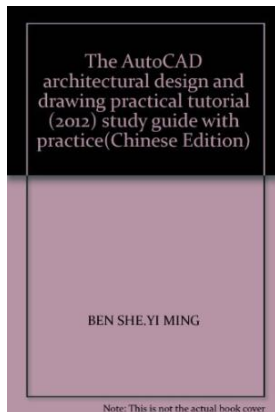 The AutoCAD
architectural design and
drawing practical tutorial
(2012) study guide with
practice(Chinese Edition)
BEN SHE.YI MING
Note: This is not the actual book cover